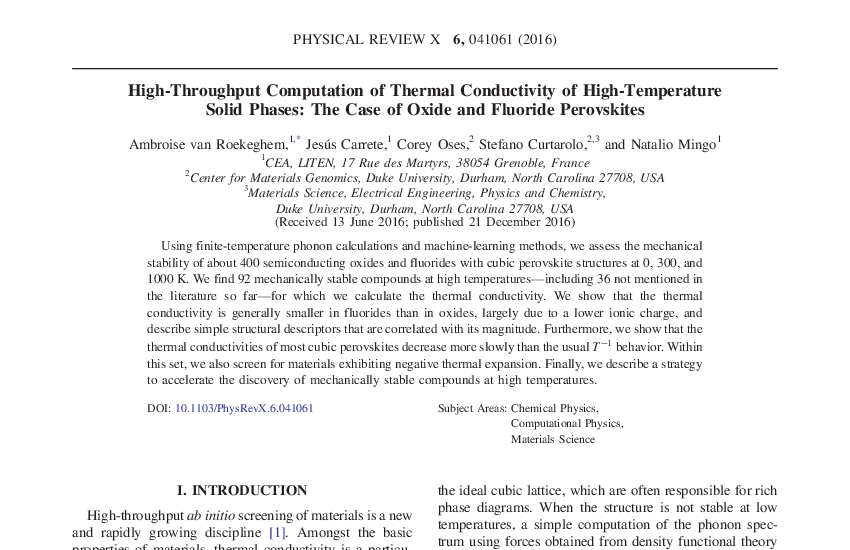 PHYSICAL REVIEW X 6, 041061 (2016)
High-Throughput Computation of Thermal Conductivity of High-Temperature
Solid Phases: The Case of Oxide and Fluoride Perovskites
Ambroise van Roekeghem,1,* Jesús Carrete,1 Corey Oses,2 Stefano Curtarolo,2,3 and Natalio Mingo1
1CEA, LITEN, 17 Rue des Martyrs, 38054 Grenoble, France
2Center for Materials Genomics, Duke University, Durham, North Carolina 27708, USA
3Materials Science, Electrical Engineering, Physics and Chemistry,
Duke University, Durham, North Carolina 27708, USA
(Received 13 June 2016; published 21 December 2016)
Using finite-temperature phonon calculations and machine-learning methods, we assess the mechanical
stability of about 400 semiconducting oxides and fluorides with cubic perovskite structures at 0, 300, and
1000 K. We find 92 mechanically stable compounds at high temperatures—including 36 not mentioned in
the literature so far—for which we calculate the thermal conductivity. We show that the thermal
conductivity is generally smaller in fluorides than in oxides, largely due to a lower ionic charge, and
describe simple structural descriptors that are correlated with its magnitude. Furthermore, we show that the
thermal conductivities of most cubic perovskites decrease more slowly than the usual T−1 behavior. Within
this set, we also screen for materials exhibiting negative thermal expansion. Finally, we describe a strategy
to accelerate the discovery of mechanically stable compounds at high temperatures.
DOI: 10.1103/PhysRevX.6.041061
Subject Areas: Chemical Physics,
Computational Physics,
Materials Science
I. INTRODUCTION
High-throughput ab initio screening of materials is a new
and rapidly growing discipline [1]. Amongst the basic
properties of materials, thermal conductivity is a particu-
the ideal cubic lattice, which are often responsible for rich
phase diagrams. When the structure is not stable at low
temperatures, a simple computation of the phonon spec-
trum using forces obtained from density functional theory